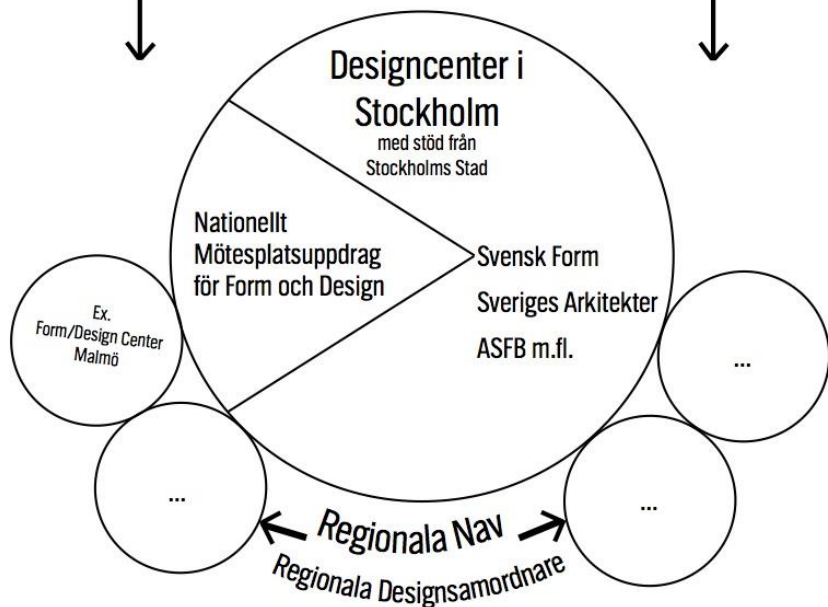 Designcenter i
Stockholm
med stöd från
Stockholms Stad
Nationellt
Mötesplatsuppdrag
för Form och Design
Svensk Form
Sveriges Arkitekter
ASFB m.fl.
Ex.
Form/Design Center
Malmö
...
...
...
Regionala Nav
Regionala Designsamordnare